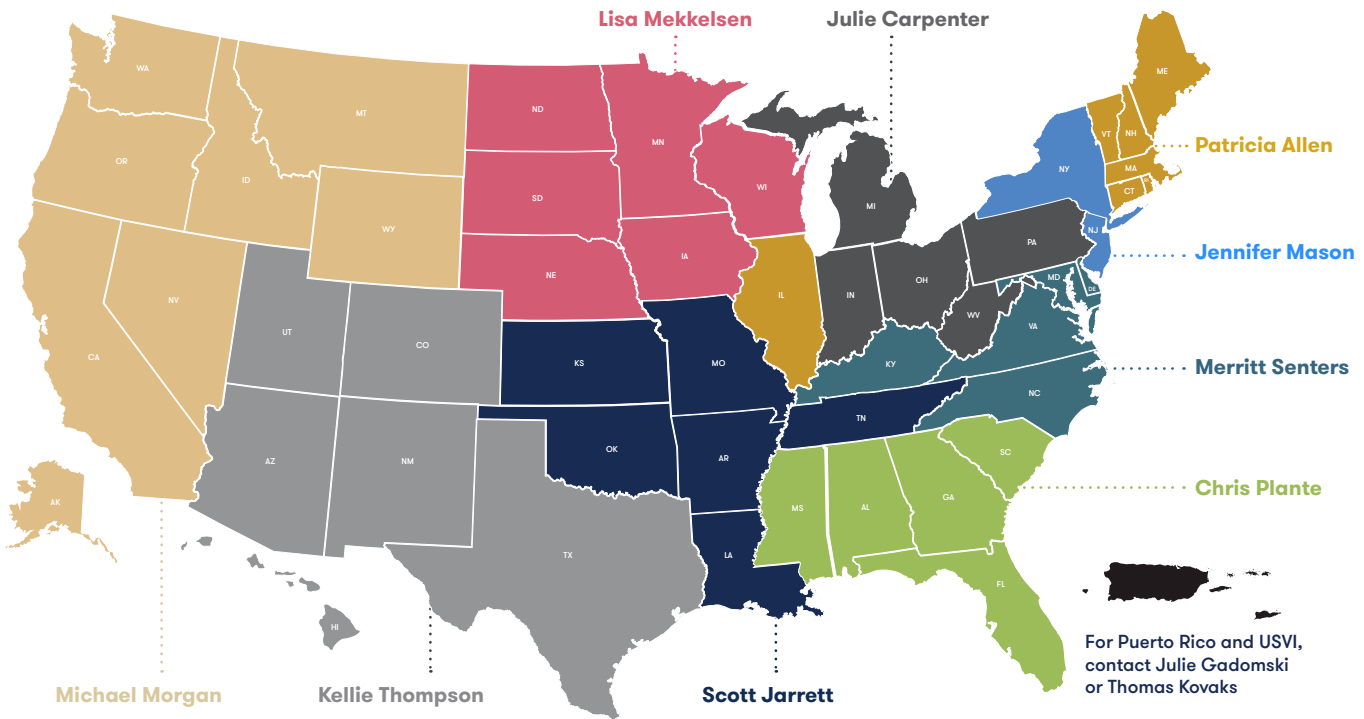 Lisa Mekkelsen
Julie Carpenter
ME
WA
MT
ND
MN
VT
NH
Patricia Allen
OR
ID
SD
WI
NY
MA
CT
MI
WY
NE
IA
PA
NJ
Jennifer Mason
NV
IL
IN
OH
MD
DE
UT
CO
WV
VA
CA
KS
MO
KY
Merritt Senters
NC
TN
AZ
NM
OK
AR
SC
Chris Plante
AK
MS
AL
GA
TX
LA
FL
HI
For Puerto Rico and USVI,
contact Julie Gadomski
or Thomas Kovaks
Michael Morgan
Kellie Thompson
Scott Jarrett